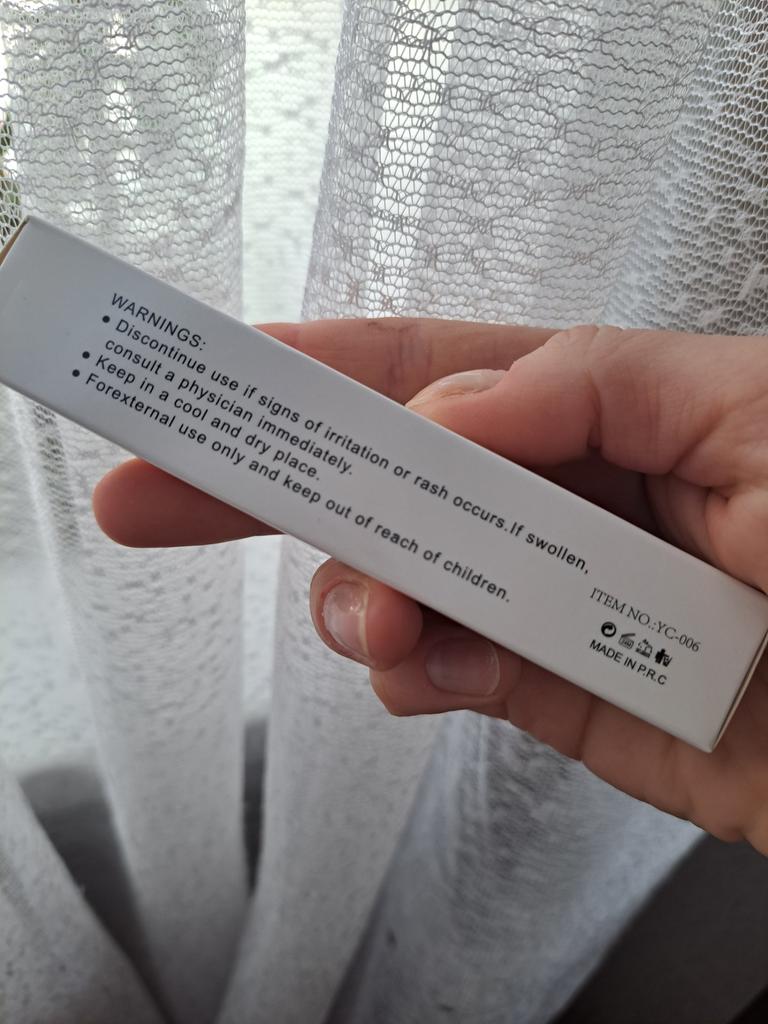 WARNINGS:
• Discontinue use if signs of irritation or rash occurs.If swollen,
consult a physician immediately.
• Keep in a cool and dry place.
• Forexternal use only and keep out of reach of children.
ITEM NO.:YC-006
MADE IN P.R.C